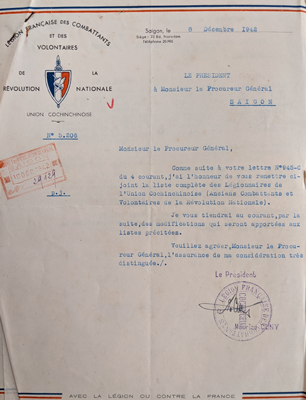 LÉGION FRANÇAISE DES COMBATTANTS
ET DES
VOLONTAIRES
DE LA
RÉVOLUTION NATIONALE
UNION COCHINCHINOISE
Saigon, le 8 Décembre 1942
N° 5.206
LE PRESIDENT
à Monsieur le Procureur Général
SAIGON
Monsieur le Procureur Général,
Comme suite à votre lettre
du 4 courant, j'ai l'honneur de vous remettre ci-
joint la liste complète des Légionnaires de
l'Union Cochinchinoise (Anciens Combattants et
Volontaires de la Révolution Nationale).
Je vous tiendrai au courant, par la
suite, des modifications qui seront apportées aux
listes précitées.
Veuillez agréer, Monsieur le Procu-
reur Général, l'assurance de ma considération très
distinguée./.
Le Président
AVEC LA LÉGION OU CONTRE LA FRANCE